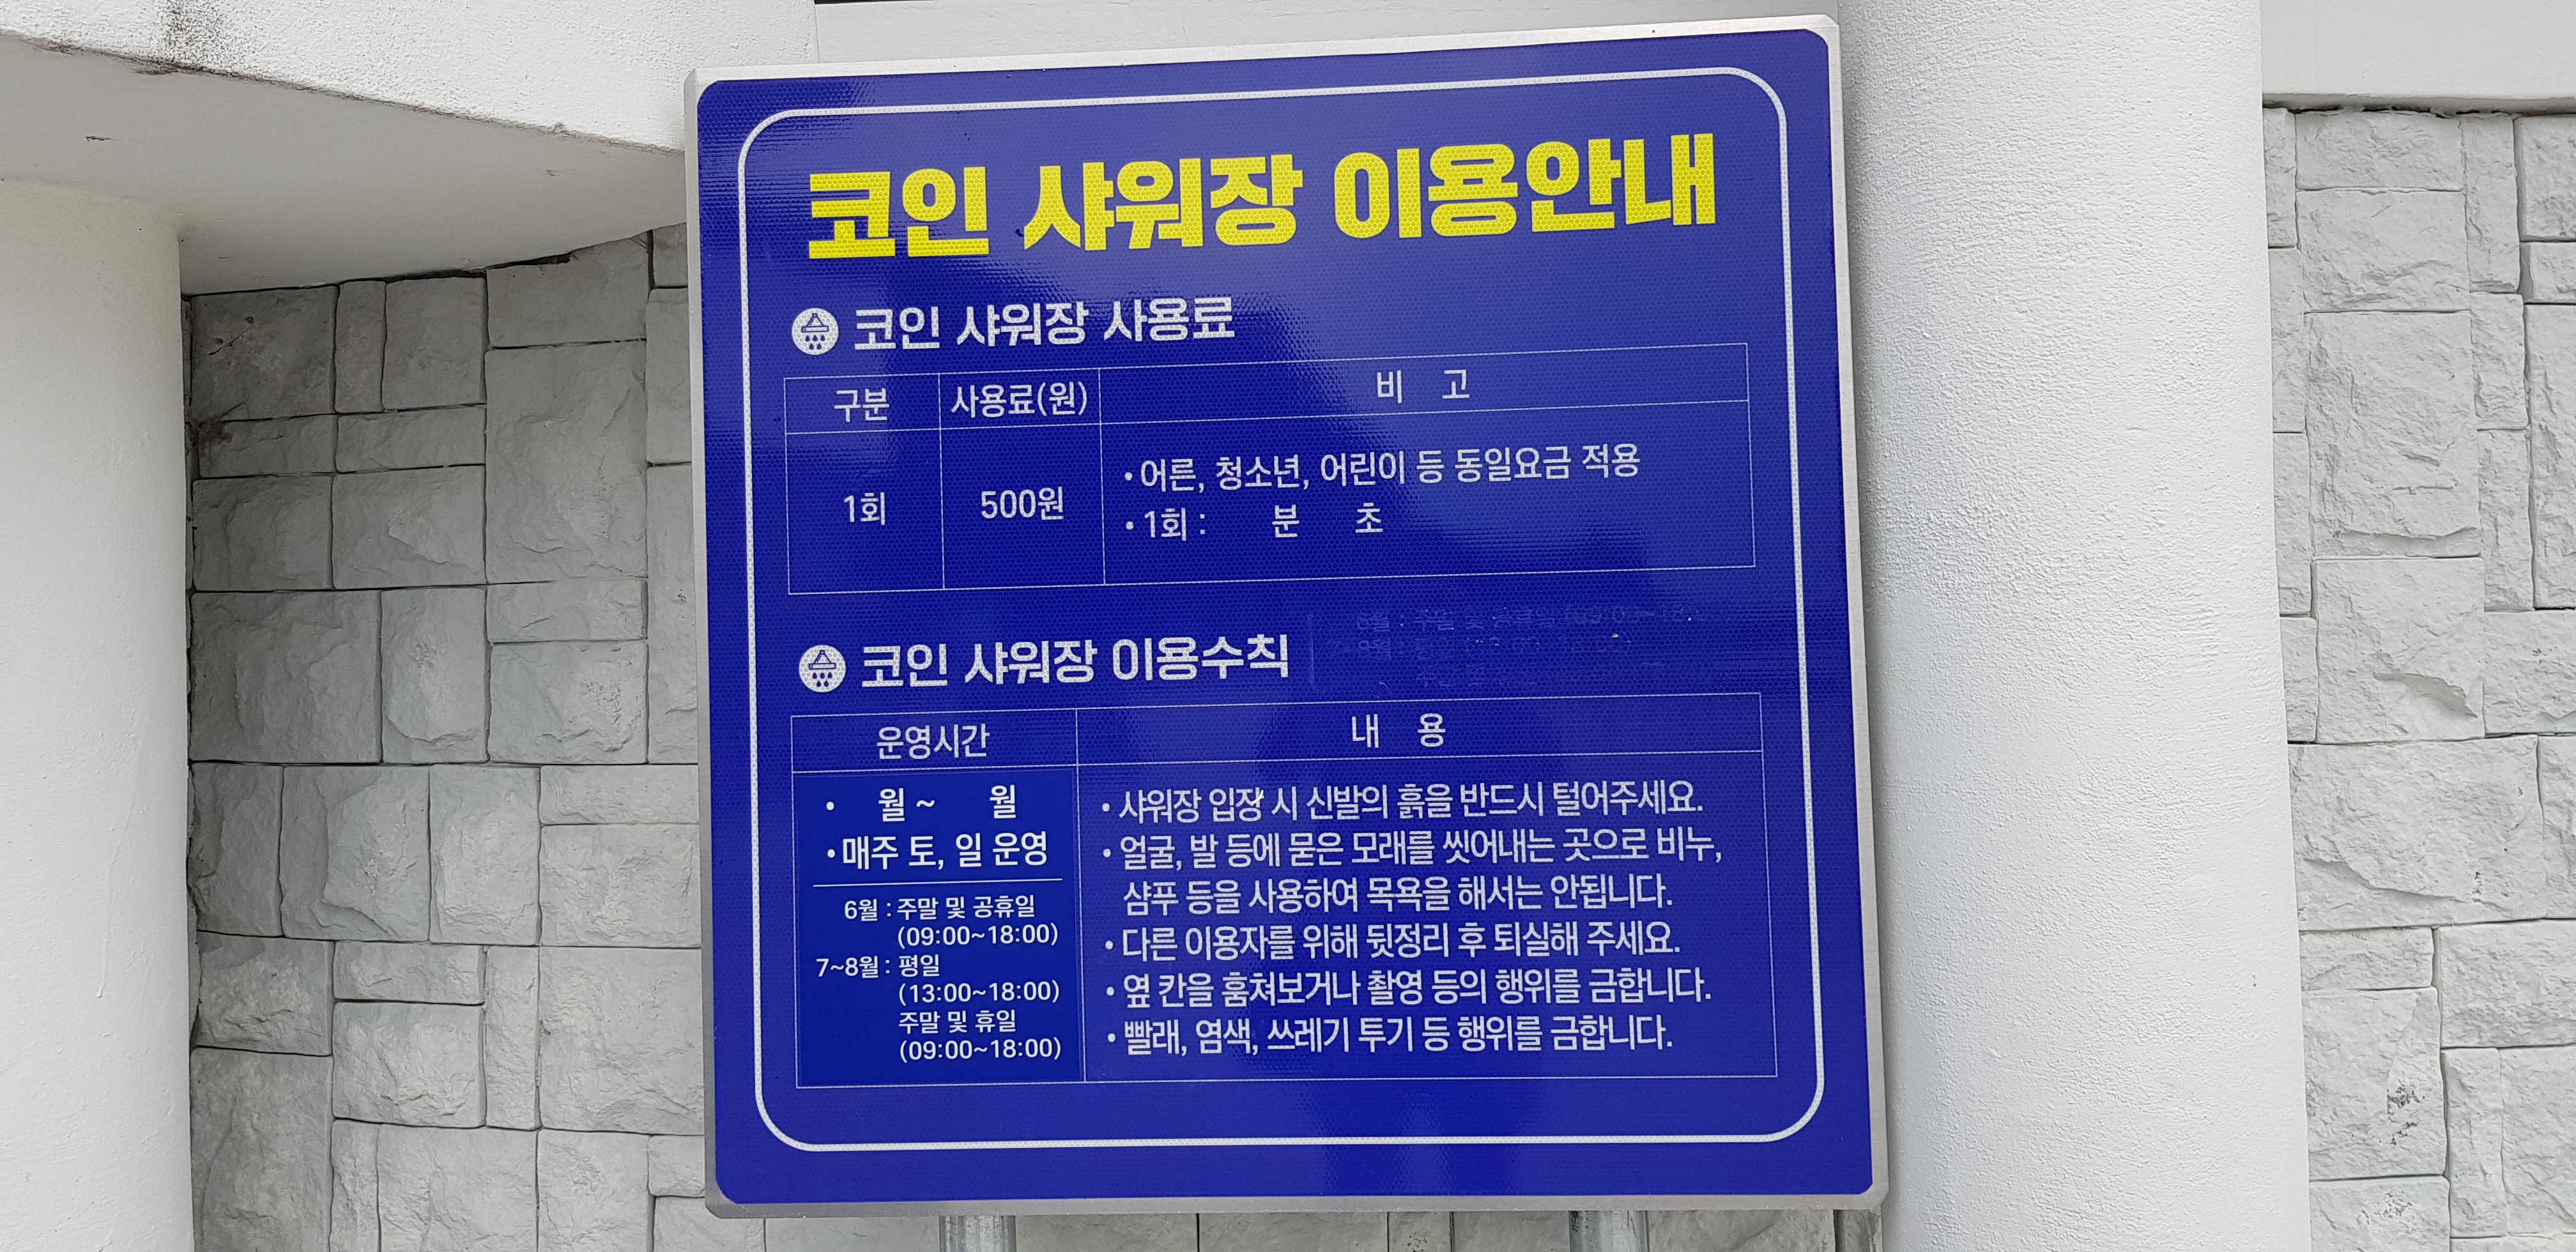 코인 샤워장 이용안내
코인 샤워장 사용료
구분 사용료(원) 비 고
1회 500원
• 어른, 청소년, 어린이 등 동일요금 적용
• 1회 : 분 초
코인 샤워장 이용수칙
운영시간 내 용
• 월 ~ 월
• 매주 토, 일 운영
6월 : 주말 및 공휴일
(09:00~18:00)
7~8월 : 평일
(13:00~18:00)
주말 및 휴일
(09:00~18:00)
• 샤워장 입장 시 신발의 흙을 반드시 털어주세요.
• 얼굴, 발 등에 묻은 모래를 씻어내는 곳으로 비누,
샴푸 등을 사용하여 목욕을 해서는 안됩니다.
• 다른 이용자를 위해 뒷정리 후 퇴실해 주세요.
• 옆 칸을 훔쳐보거나 촬영 등의 행위를 금합니다.
• 빨래, 염색, 쓰레기 투기 등 행위를 금합니다.